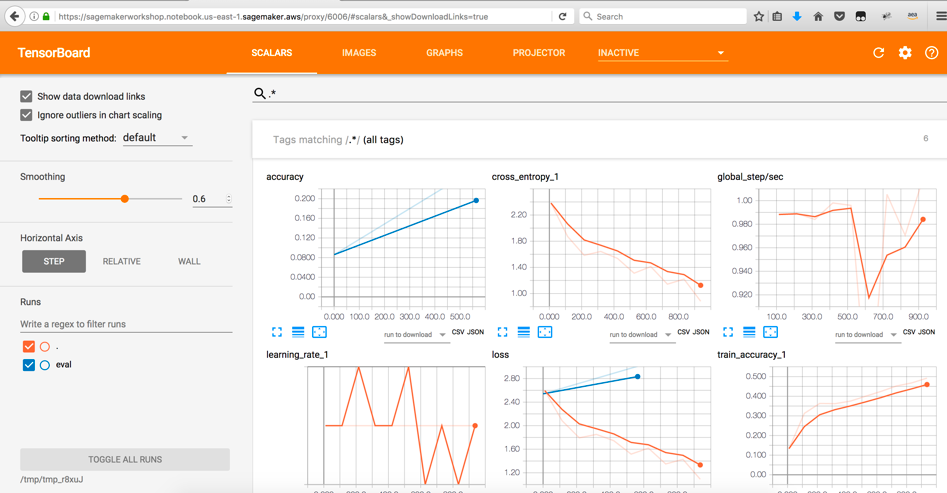 https://sagemakerworkshop.notebook.us-east-1.sagemaker.aws/proxy/6006/#scalars&_showDownloadLinks=true
Search
TensorBoard
SCALARS
IMAGES
GRAPHS
PROJECTOR
INACTIVE
Show data download links
Ignore outliers in chart scaling
Tooltip sorting method: default
Smoothing
0.6
Horizontal Axis
STEP RELATIVE WALL
Runs
Write a regex to filter runs
.
eval
TOGGLE ALL RUNS
/tmp/tmp_r8xuJ
.*
Tags matching /.*/ (all tags)
6
accuracy
0.200
0.160
0.120
0.0800
0.0400
0.00
0.000 100.0 200.0 300.0 400.0 500.0
run to download CSV JSON
cross_entropy_1
2.20
1.80
1.40
1.00
0.000 200.0 400.0 600.0 800.0
run to download CSV JSON
global_step/sec
1.00
0.980
0.960
0.940
0.920
100.0 300.0 500.0 700.0 900.0
run to download CSV JSON
learning_rate_1
loss
2.80
2.40
2.00
1.60
1.20
train_accuracy_1
0.500
0.400
0.300
0.200
0.100
0.00